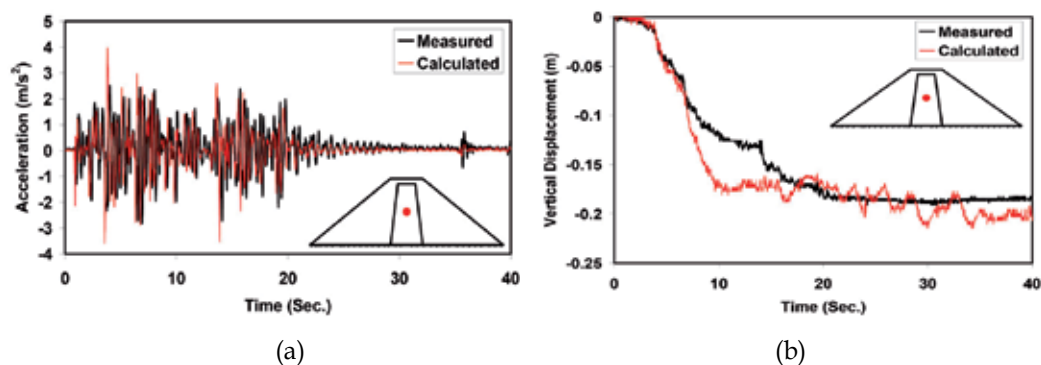 5
4
3
2
1
0
-1
-2
-3
-4
Acceleration (m/s²)
Measured
Calculated
0 10 20 30 40
Time (Sec.)
(a)
0
-0.05
-0.1
-0.15
-0.2
-0.25
Vertical Displacement (m)
Measured
Calculated
0 10 20 30 40
Time (Sec.)
(b)